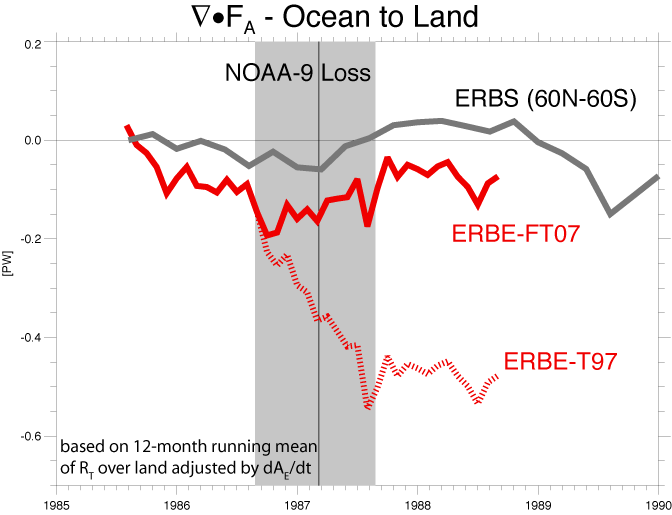 ∇•F_A - Ocean to Land
0.2
NOAA-9 Loss
ERBS (60N-60S)
0.0
ERBE-FT07
-0.2
[PW]
-0.4
ERBE-T97
-0.6
based on 12-month running mean
of R_T over land adjusted by dA_E/dt
1985 1986 1987 1988 1989 1990